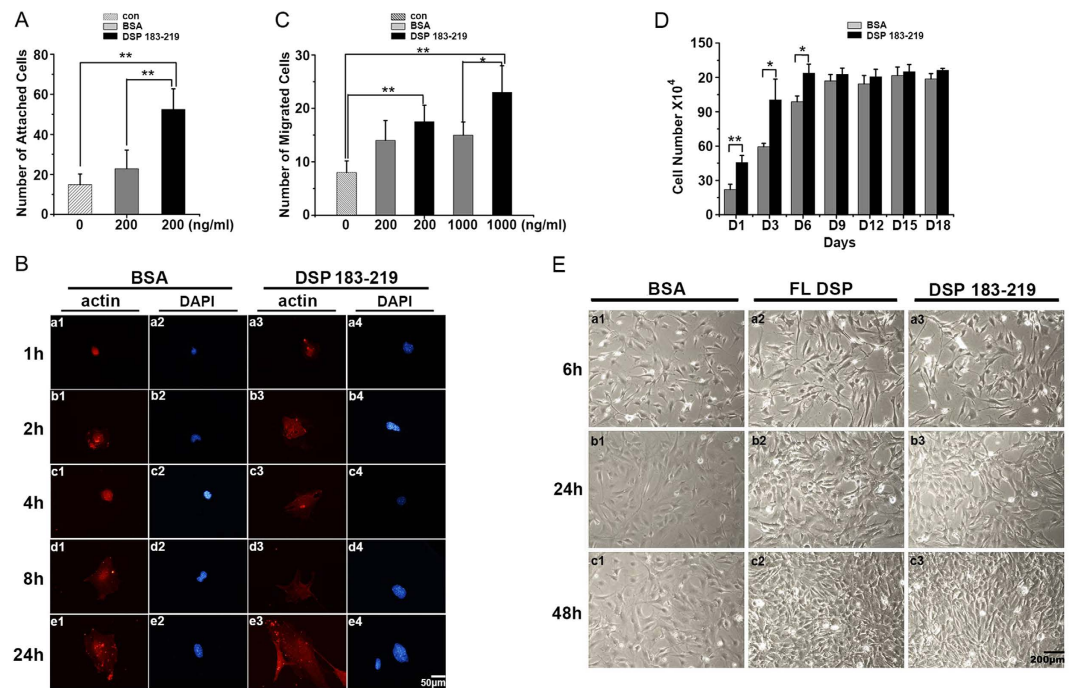 A
con
BSA
DSP 183-219
Number of Attached Cells
80
60
40
20
0
**
**
0 200 200 (ng/ml)
C
con
BSA
DSP 183-219
Number of Migrated Cells
30
20
10
0
**
**
*
0 200 200 1000 1000 (ng/ml)
D
BSA
DSP 183-219
Cell Number X10⁴
150
120
90
60
30
0
**
*
*
D1 D3 D6 D9 D12 D15 D18
Days
B
BSA DSP 183-219
actin DAPI actin DAPI
1h
a1 a2 a3 a4
2h
b1 b2 b3 b4
4h
c1 c2 c3 c4
8h
d1 d2 d3 d4
24h
e1 e2 e3 e4
50μm
E
BSA FL DSP DSP 183-219
6h
a1 a2 a3
24h
b1 b2 b3
48h
c1 c2 c3
200μm